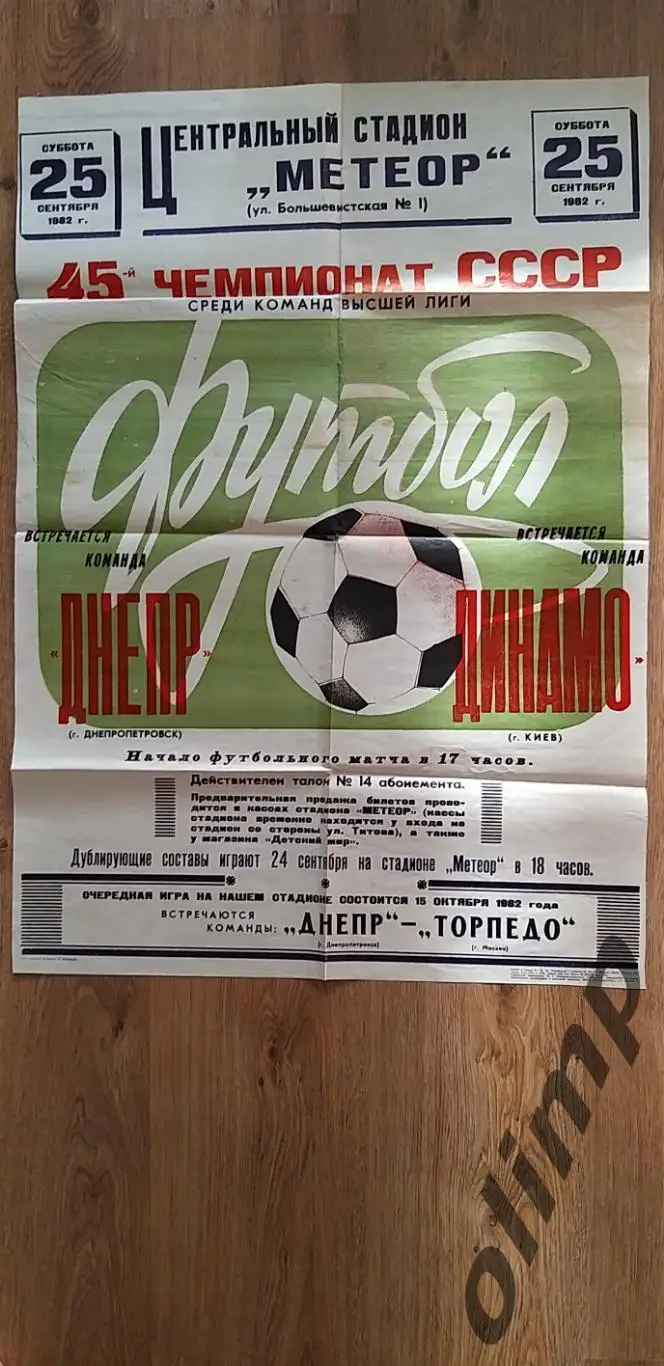 СУББОТА
25
СЕНТЯБРЯ
1982 г.
ЦЕНТРАЛЬНЫЙ СТАДИОН
„МЕТЕОР“
(ул. Большевистская № 1)
СУББОТА
25
СЕНТЯБРЯ
1982 г.
45-й ЧЕМПИОНАТ СССР
СРЕДИ КОМАНД ВЫСШЕЙ ЛИГИ
футбол
ВСТРЕЧАЕТСЯ
КОМАНДА
«ДНЕПР»
(г. ДНЕПРОПЕТРОВСК)
ВСТРЕЧАЕТСЯ
КОМАНДА
ДИНАМО»
(г. КИЕВ)
Начало футбольного матча в 17 часов.
Действителен талон № 14 абонемента.
Предварительная продажа билетов прово-
дится в кассах стадиона «МЕТЕОР» (кассы
стадиона временно находятся у входа на
стадион со стороны ул. Титова), а также
у магазина «Детский мир».
Дублирующие составы играют 24 сентября на стадионе „Метеор“ в 18 часов.
ОЧЕРЕДНАЯ ИГРА НА НАШЕМ СТАДИОНЕ СОСТОИТСЯ 15 ОКТЯБРЯ 1982 года
ВСТРЕЧАЮТСЯ
КОМАНДЫ: „ДНЕПР“–„ТОРПЕДО“
(г. Днепропетровск) (г. Москва)
olimp